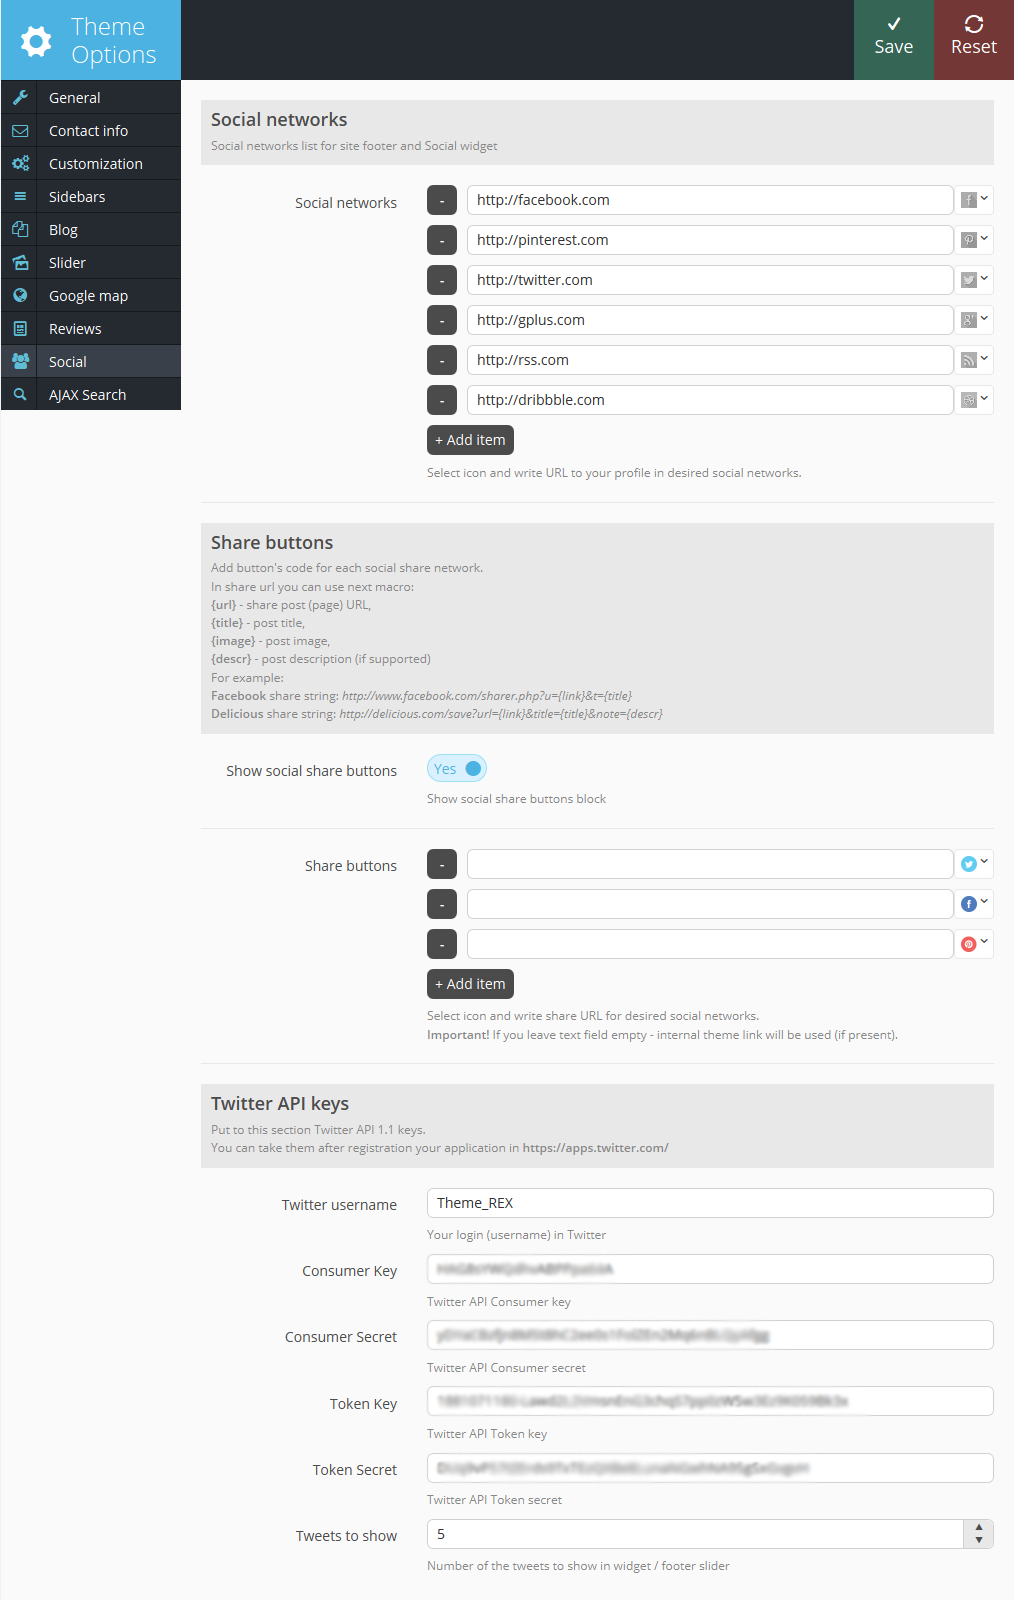 Theme
Options
Save
Reset
General
Contact info
Customization
Sidebars
Blog
Slider
Google map
Reviews
Social
AJAX Search
Social networks
Social networks list for site footer and Social widget
Social networks
- http://facebook.com
- http://pinterest.com
- http://twitter.com
- http://gplus.com
- http://rss.com
- http://dribbble.com
+ Add item
Select icon and write URL to your profile in desired social networks.
Share buttons
Add button's code for each social share network.
In share url you can use next macro:
{url} - share post (page) URL,
{title} - post title,
{image} - post image,
{descr} - post description (if supported)
For example:
Facebook share string: http://www.facebook.com/sharer.php?u={link}&t={title}
Delicious share string: http://delicious.com/save?url={link}&title={title}&note={descr}
Show social share buttons
Yes
Show social share buttons block
Share buttons
-
-
-
+ Add item
Select icon and write share URL for desired social networks.
Important! If you leave text field empty - internal theme link will be used (if present).
Twitter API keys
Put to this section Twitter API 1.1 keys.
You can take them after registration your application in https://apps.twitter.com/
Twitter username
Theme_REX
Your login (username) in Twitter
Consumer Key
Twitter API Consumer key
Consumer Secret
Twitter API Consumer secret
Token Key
Twitter API Token key
Token Secret
Twitter API Token secret
Tweets to show
5
Number of the tweets to show in widget / footer slider